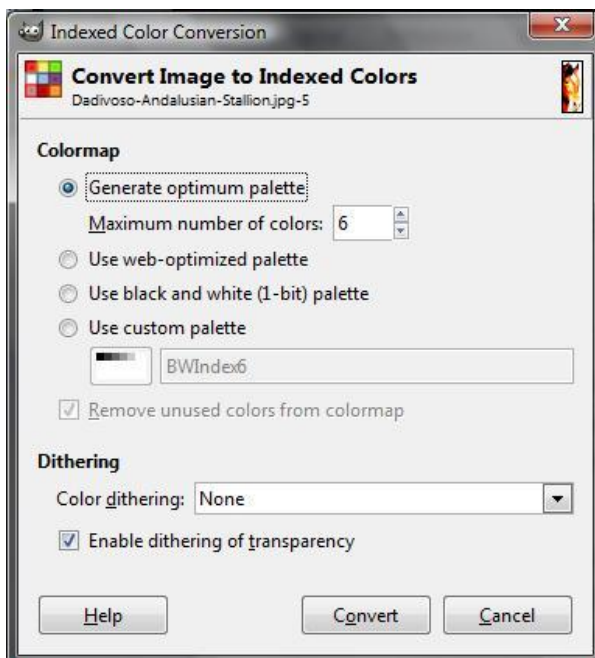 Indexed Color Conversion
Convert Image to Indexed Colors
Dadivoso-Andalusian-Stallion.jpg-5
Colormap
Generate optimum palette
Maximum number of colors: 6
Use web-optimized palette
Use black and white (1-bit) palette
Use custom palette
BWIndex6
Remove unused colors from colormap
Dithering
Color dithering: None
Enable dithering of transparency
Help Convert Cancel